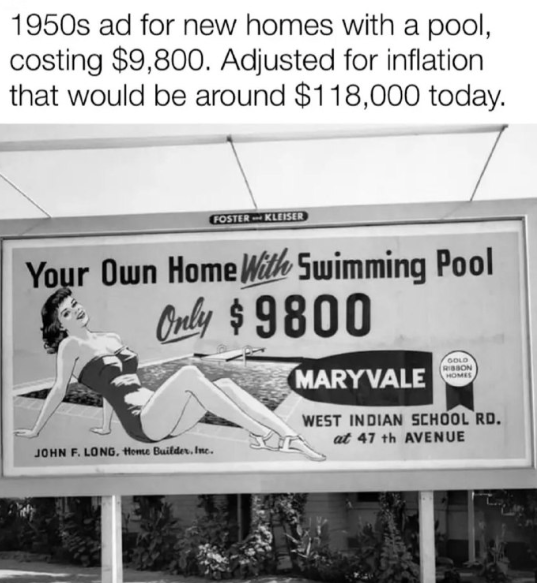 1950s ad for new homes with a pool,
costing $9,800. Adjusted for inflation
that would be around $118,000 today.
FOSTER and KLEISER
Your Own Home With Swimming Pool
Only $9800
MARYVALE
GOLD
RIBBON
HOMES
WEST INDIAN SCHOOL RD.
at 47 th AVENUE
JOHN F. LONG, Home Builder, Inc.